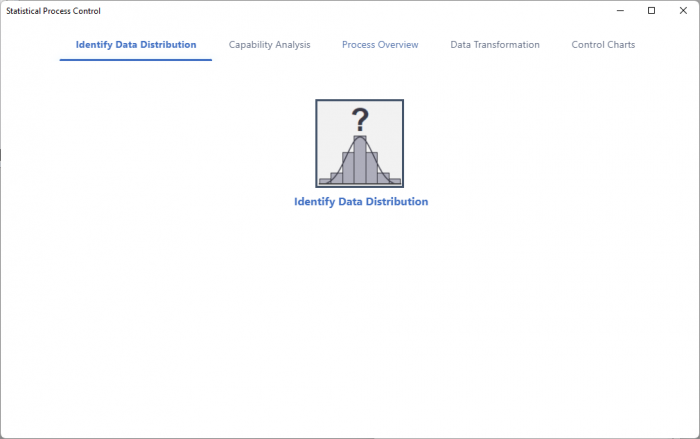 Statistical Process Control
Identify Data Distribution
Capability Analysis
Process Overview
Data Transformation
Control Charts
?
Identify Data Distribution